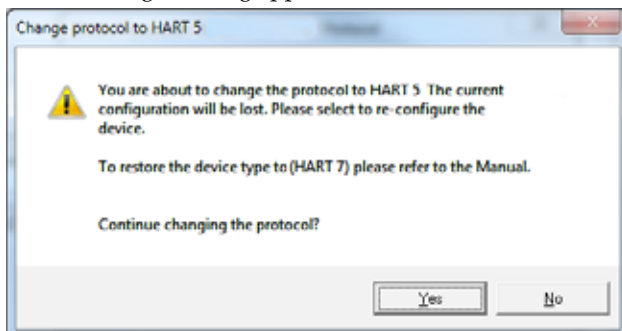 Change protocol to HART 5
You are about to change the protocol to HART 5 The current
configuration will be lost. Please select to re-configure the
device.
To restore the device type to (HART 7) please refer to the Manual.
Continue changing the protocol?
Yes
No